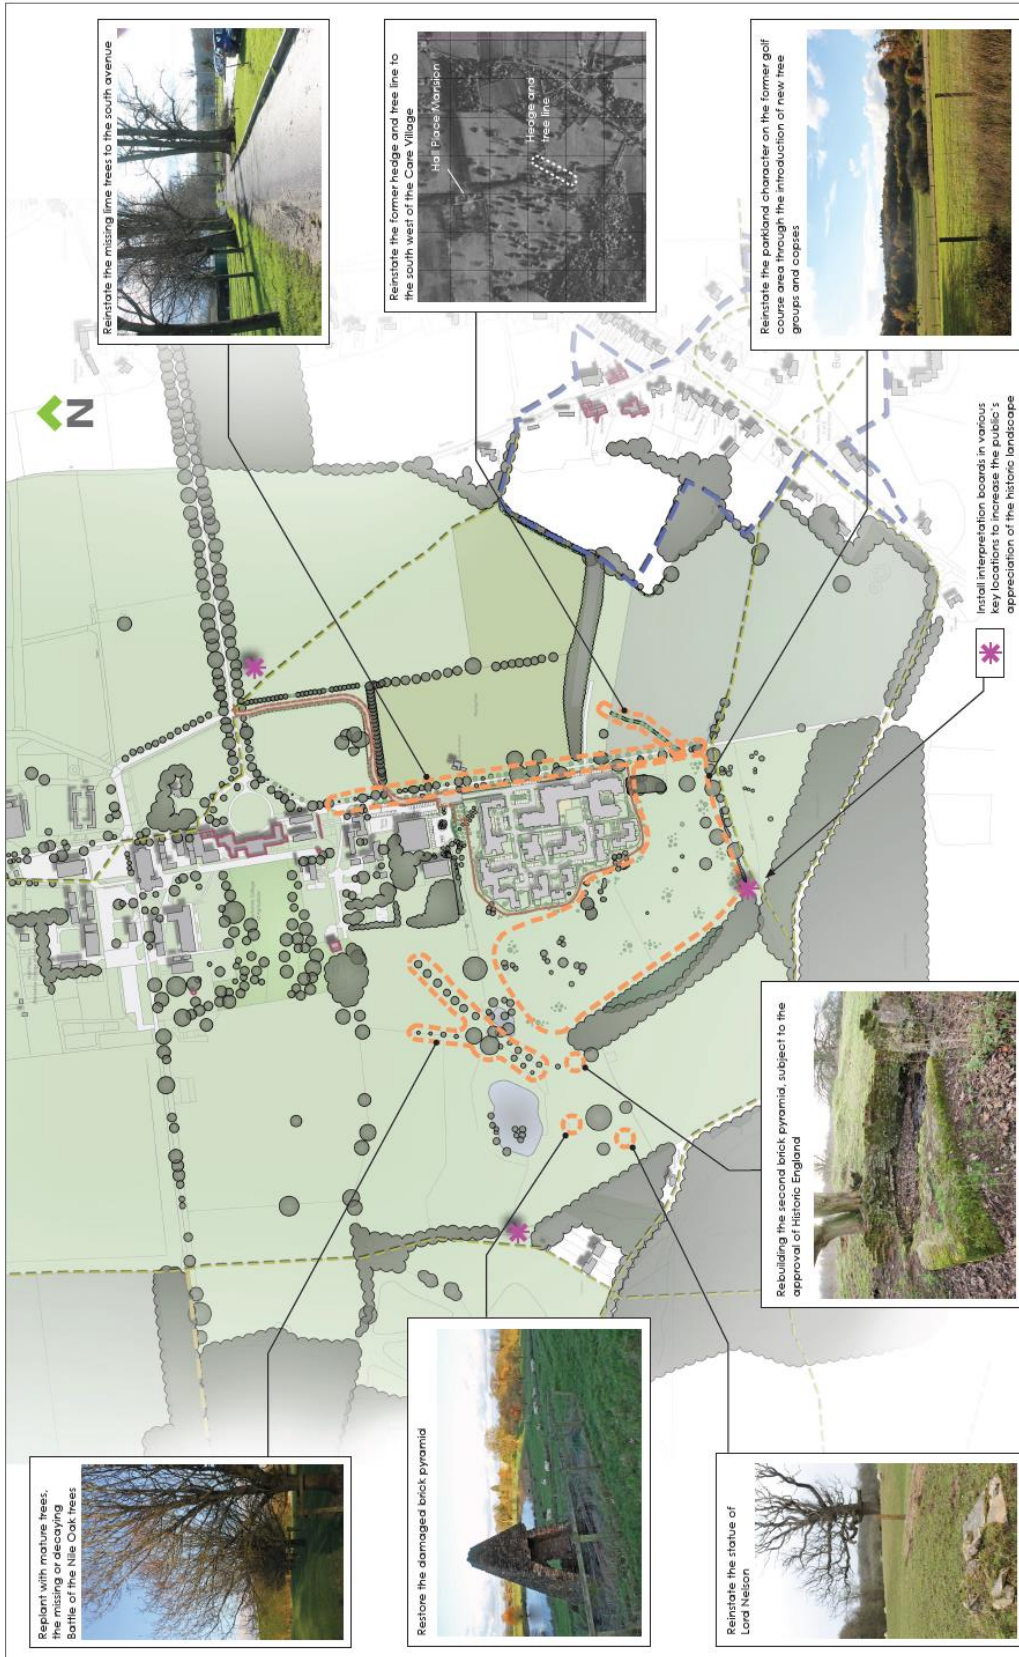 Replant with mature trees,
the missing or decaying
Battle of the Nile Oak trees
Restore the damaged brick pyramid
Reinstate the statue of
Lord Nelson
Rebuilding the second brick pyramid, subject to the
approval of Historic England
Reinstate the missing lime trees to the south avenue
Reinstate the former hedge and tree line to
the south west of the Care Village
Hall Place Mansion
Hedge and
tree line
Reinstate the parkland character on the former golf
course area through the introduction of new tree
groups and copses
Install interpretation boards in various
key locations to increase the public's
appreciation of the historic landscape
N